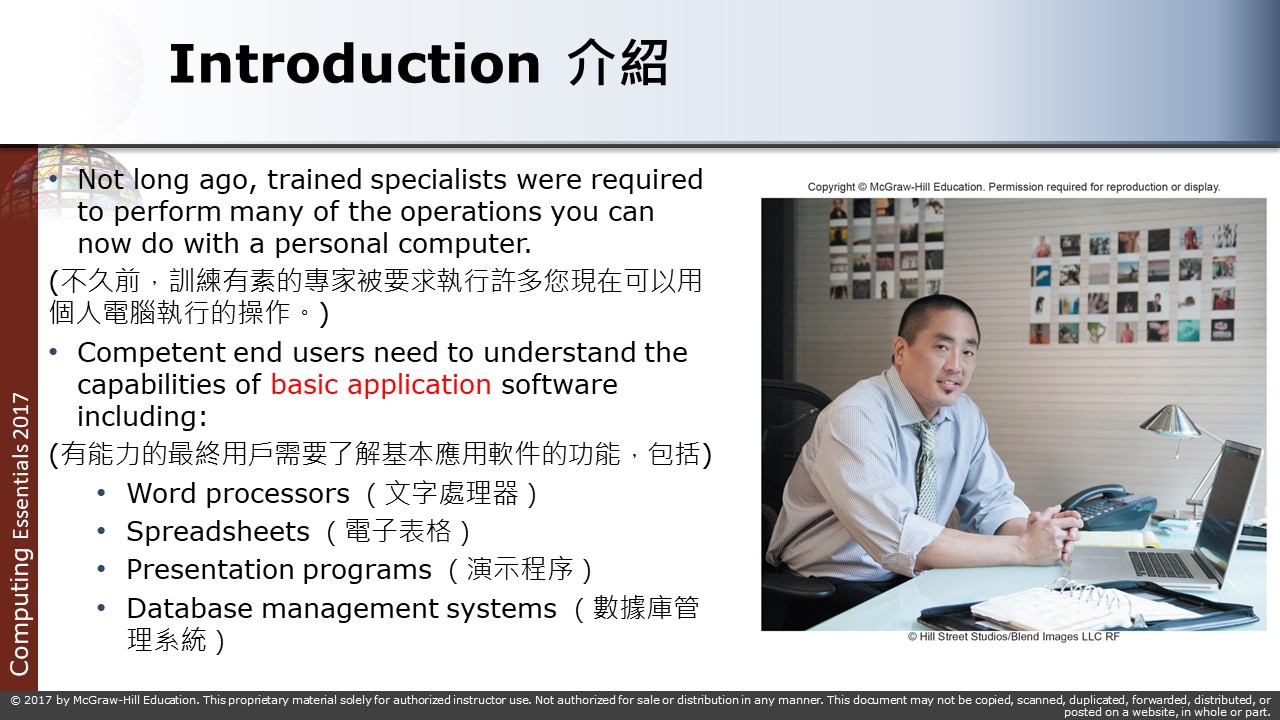 Introduction 介紹
• Not long ago, trained specialists were required
to perform many of the operations you can
now do with a personal computer.
(不久前，訓練有素的專家被要求執行許多您現在可以用
個人電腦執行的操作。)
• Competent end users need to understand the
capabilities of basic application software
including:
(有能力的最終用戶需要了解基本應用軟件的功能，包括)
• Word processors （文字處理器）
• Spreadsheets （電子表格）
• Presentation programs （演示程序）
• Database management systems （數據庫管
理系統）
Copyright © McGraw-Hill Education. Permission required for reproduction or display.
© Hill Street Studios/Blend Images LLC RF
Computing Essentials 2017
© 2017 by McGraw-Hill Education. This proprietary material solely for authorized instructor use. Not authorized for sale or distribution in any manner. This document may not be copied, scanned, duplicated, forwarded, distributed, or
posted on a website, in whole or part.